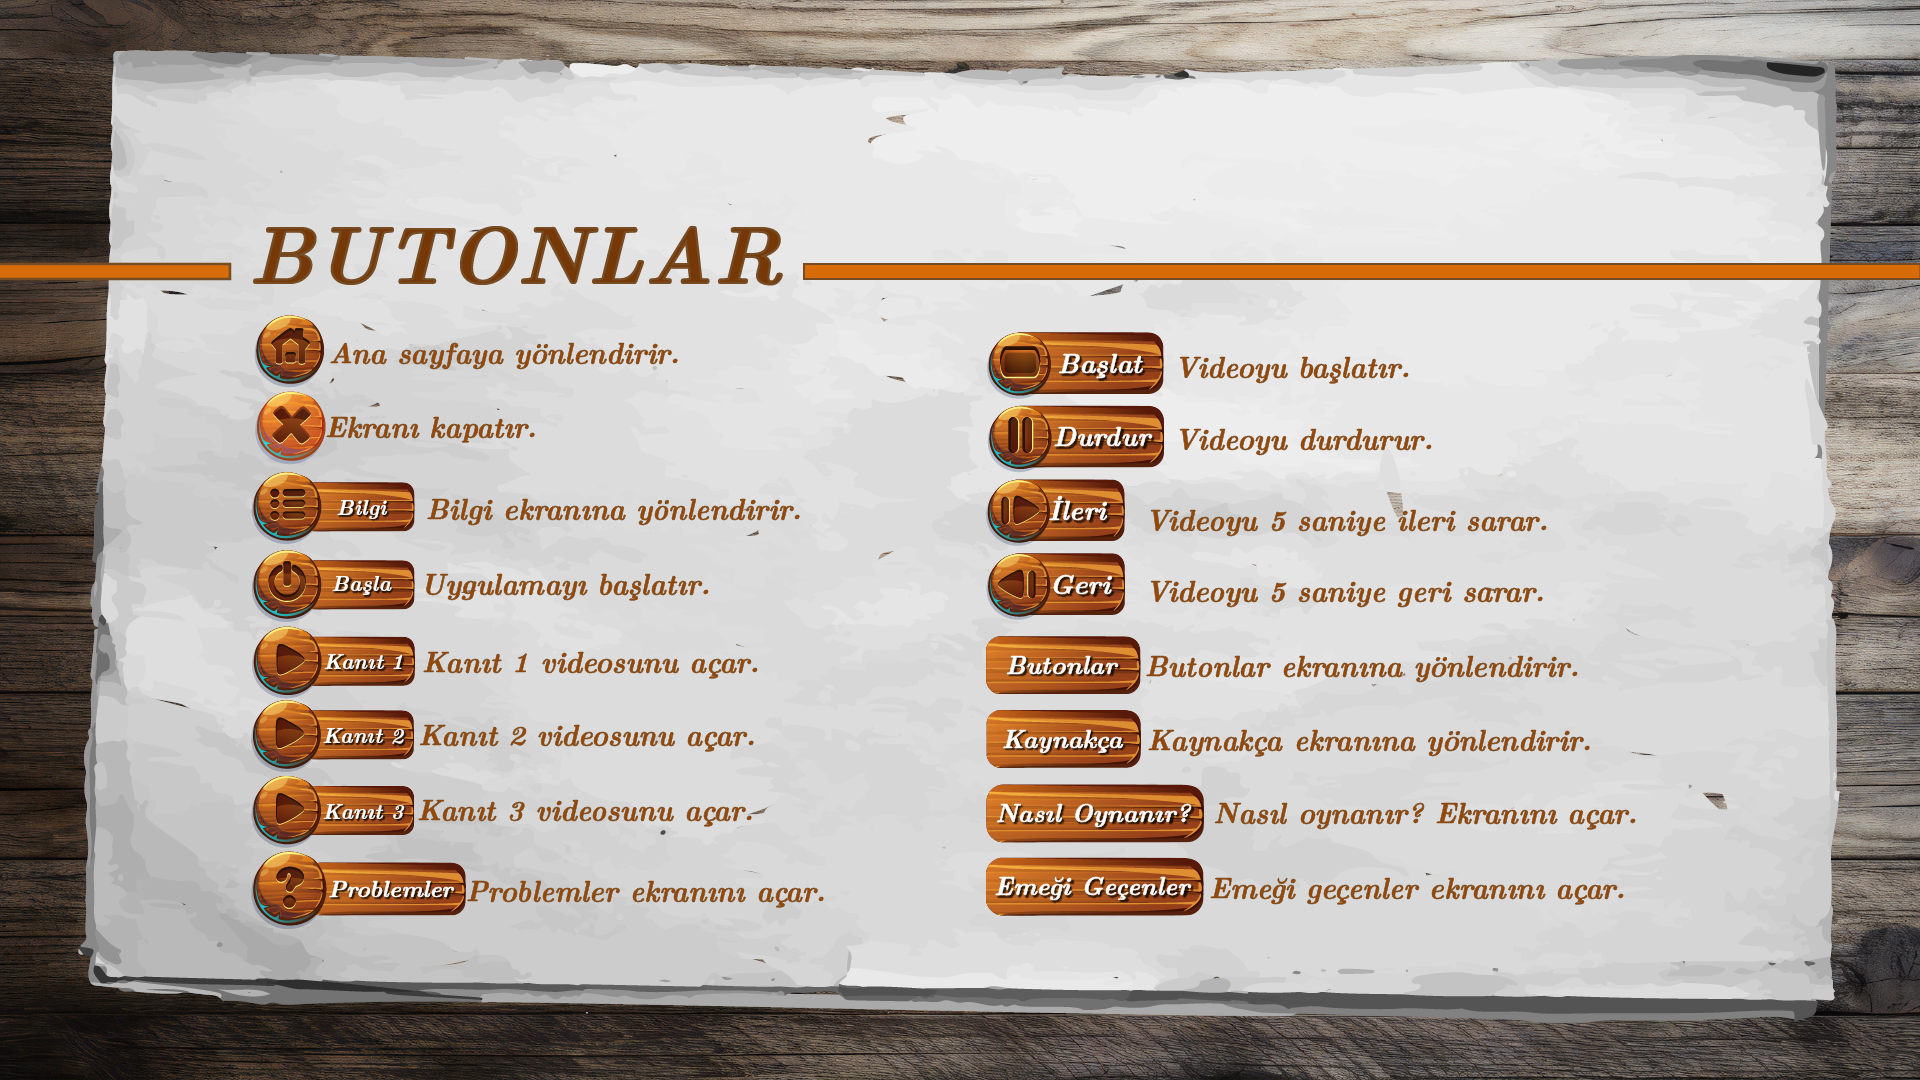 BUTONLAR
Ana sayfaya yönlendirir.
Ekranı kapatır.
Bilgi Bilgi ekranına yönlendirir.
Başla Uygulamayı başlatır.
Kanıt 1 Kanıt 1 videosunu açar.
Kanıt 2 Kanıt 2 videosunu açar.
Kanıt 3 Kanıt 3 videosunu açar.
Problemler Problemler ekranını açar.
Başlat Videoyu başlatır.
Durdur Videoyu durdurur.
İleri Videoyu 5 saniye ileri sarar.
Geri Videoyu 5 saniye geri sarar.
Butonlar Butonlar ekranına yönlendirir.
Kaynakça Kaynakça ekranına yönlendirir.
Nasıl Oynanır? Nasıl oynanır? Ekranını açar.
Emeği Geçenler Emeği geçenler ekranını açar.